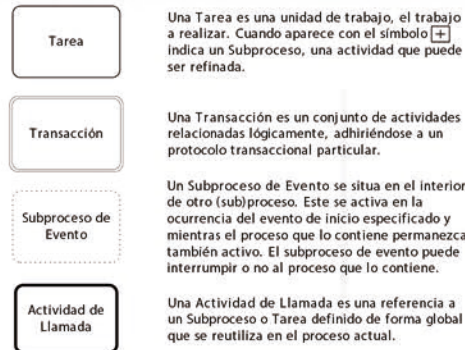 Tarea
Una Tarea es una unidad de trabajo, el trabajo
a realizar. Cuando aparece con el símbolo +
indica un Subproceso, una actividad que puede
ser refinada.
Transacción
Una Transacción es un conjunto de actividades
relacionadas lógicamente, adhiriéndose a un
protocolo transaccional particular.
Subproceso de
Evento
Un Subproceso de Evento se situa en el interior
de otro (sub)proceso. Este se activa en la
ocurrencia del evento de inicio especificado y
mientras el proceso que lo contiene permanezca
también activo. El subproceso de evento puede
interrumpir o no al proceso que lo contiene.
Actividad de
Llamada
Una Actividad de Llamada es una referencia a
un Subproceso o Tarea definido de forma global
que se reutiliza en el proceso actual.